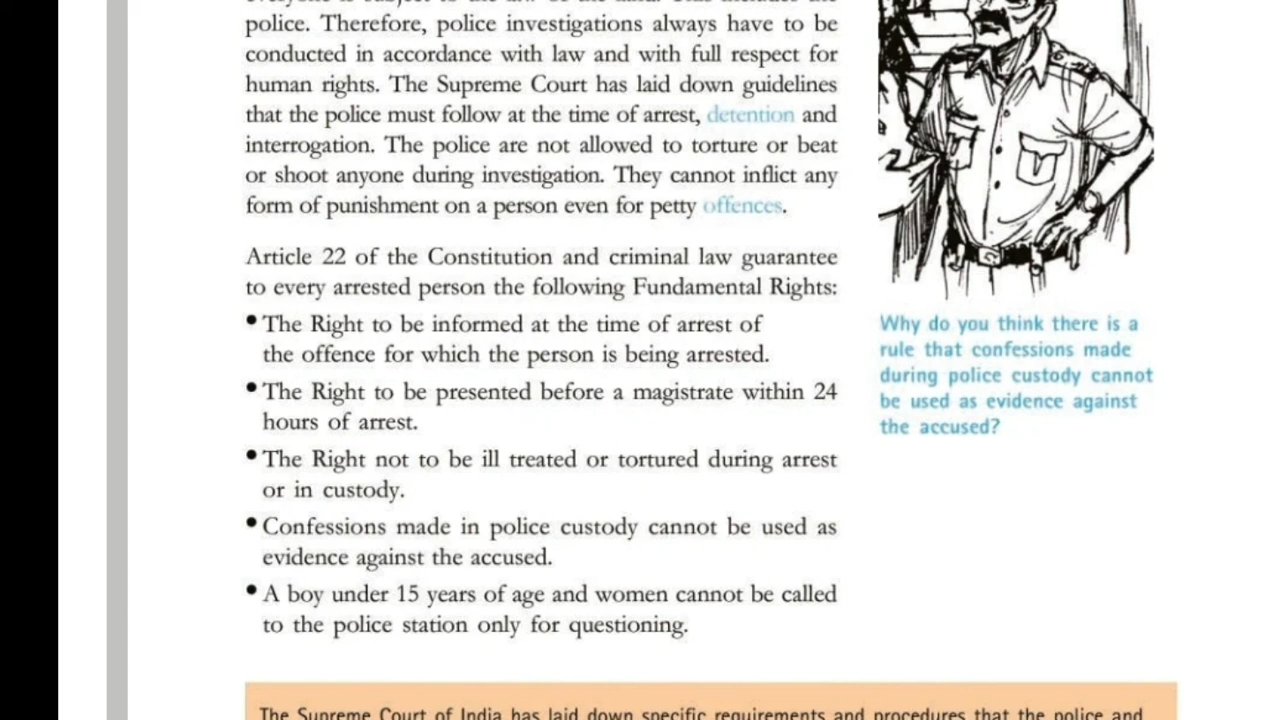 police. Therefore, police investigations always have to be
conducted in accordance with law and with full respect for
human rights. The Supreme Court has laid down guidelines
that the police must follow at the time of arrest, detention and
interrogation. The police are not allowed to torture or beat
or shoot anyone during investigation. They cannot inflict any
form of punishment on a person even for petty offences.
Article 22 of the Constitution and criminal law guarantee
to every arrested person the following Fundamental Rights:
• The Right to be informed at the time of arrest of
the offence for which the person is being arrested.
• The Right to be presented before a magistrate within 24
hours of arrest.
• The Right not to be ill treated or tortured during arrest
or in custody.
• Confessions made in police custody cannot be used as
evidence against the accused.
• A boy under 15 years of age and women cannot be called
to the police station only for questioning.
Why do you think there is a
rule that confessions made
during police custody cannot
be used as evidence against
the accused?
The Supreme Court of India has laid down specific requirements and procedures that the police and